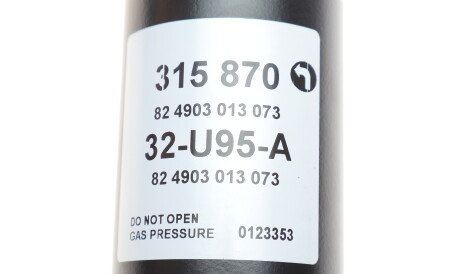 315 870
82 4903 013 073
32-U95-A
82 4903 013 073
DO NOT OPEN
GAS PRESSURE 0123353